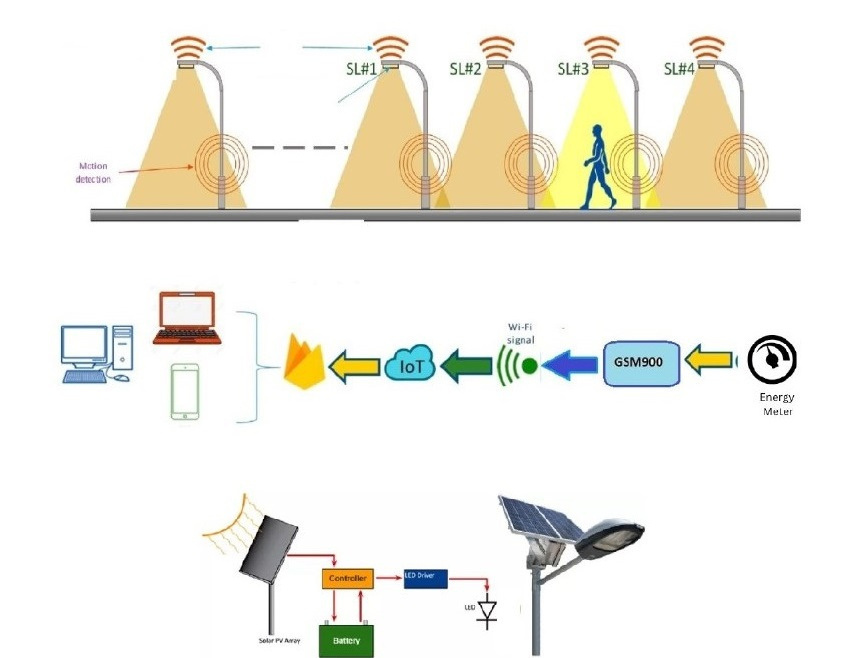 SL#1
SL#2
SL#3
SL#4
Motion
detection
Wi-Fi
signal
IoT
GSM900
Energy
Meter
Controller
LED Driver
LED
Solar PV Array
Battery